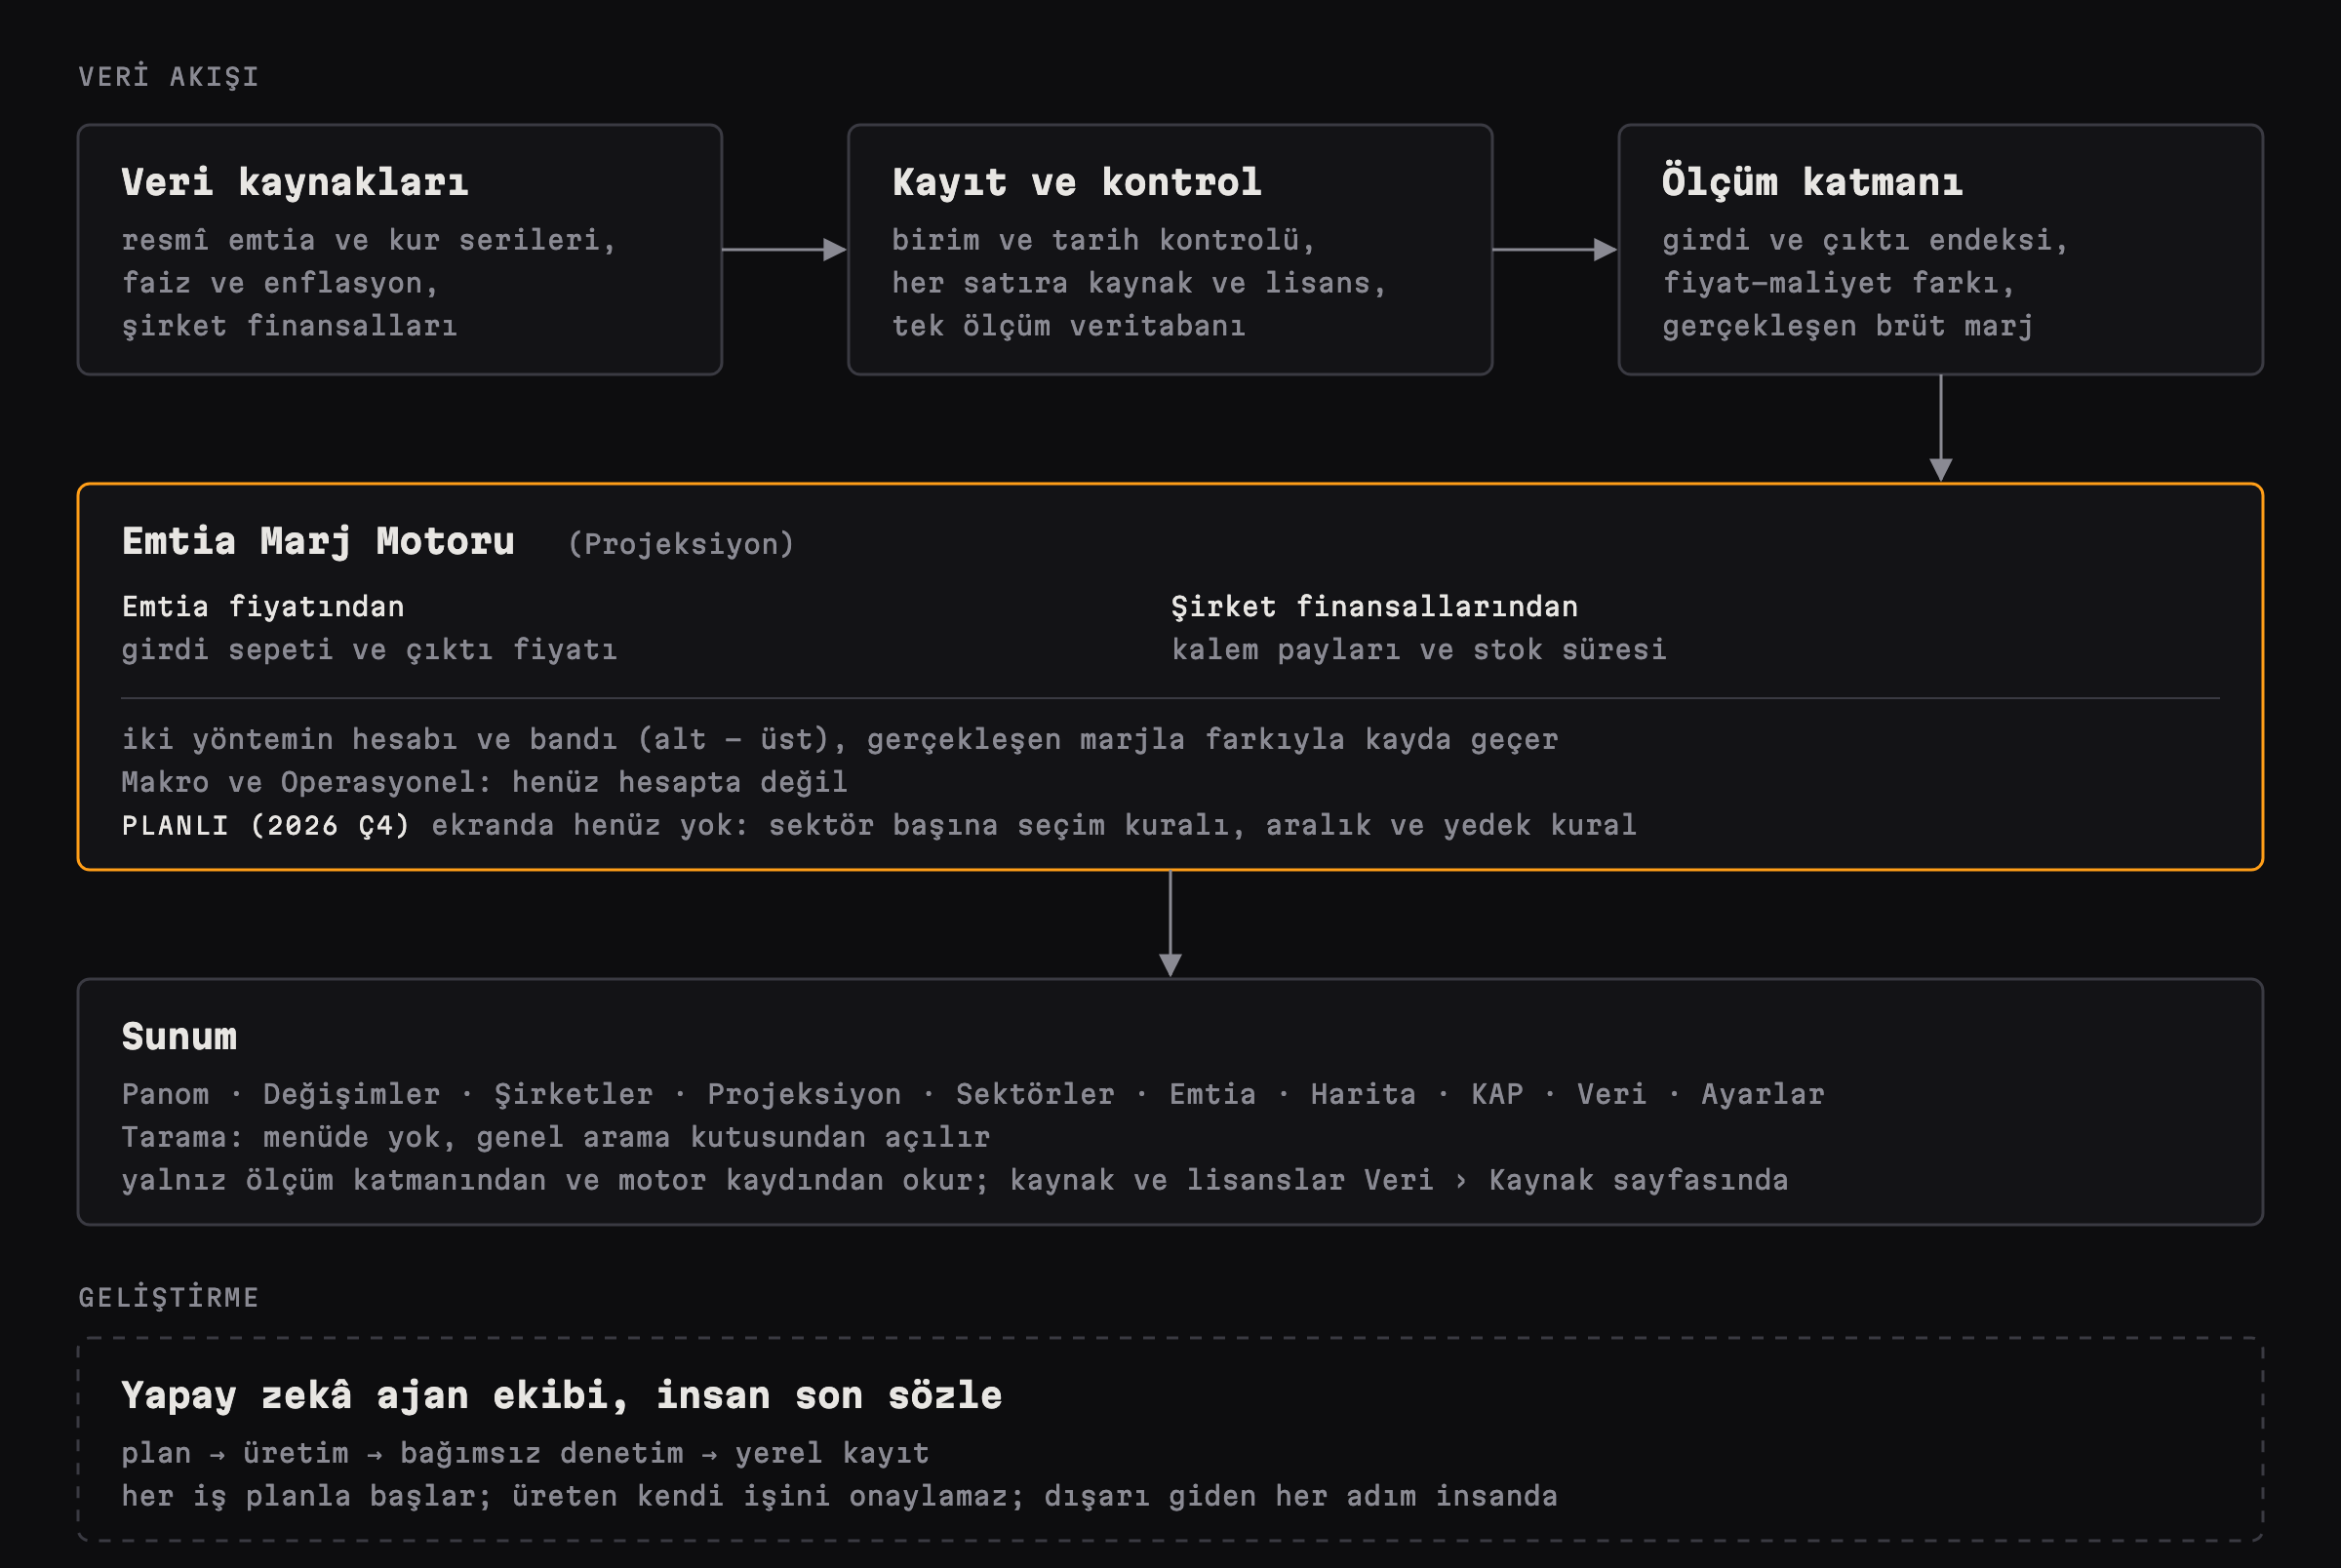 VERİ AKIŞI
Veri kaynakları
resmî emtia ve kur serileri,
faiz ve enflasyon,
şirket finansalları
Kayıt ve kontrol
birim ve tarih kontrolü,
her satıra kaynak ve lisans,
tek ölçüm veritabanı
Ölçüm katmanı
girdi ve çıktı endeksi,
fiyat–maliyet farkı,
gerçekleşen brüt marj
Emtia Marj Motoru (Projeksiyon)
Emtia fiyatından
girdi sepeti ve çıktı fiyatı
Şirket finansallarından
kalem payları ve stok süresi
iki yöntemin hesabı ve bandı (alt – üst), gerçekleşen marjla farkıyla kayda geçer
Makro ve Operasyonel: henüz hesapta değil
PLANLI (2026 Ç4) ekranda henüz yok: sektör başına seçim kuralı, aralık ve yedek kural
Sunum
Panom · Değişimler · Şirketler · Projeksiyon · Sektörler · Emtia · Harita · KAP · Veri · Ayarlar
Tarama: menüde yok, genel arama kutusundan açılır
yalnız ölçüm katmanından ve motor kaydından okur; kaynak ve lisanslar Veri › Kaynak sayfasında
GELİŞTİRME
Yapay zekâ ajan ekibi, insan son sözle
plan → üretim → bağımsız denetim → yerel kayıt
her iş planla başlar; üreten kendi işini onaylamaz; dışarı giden her adım insanda